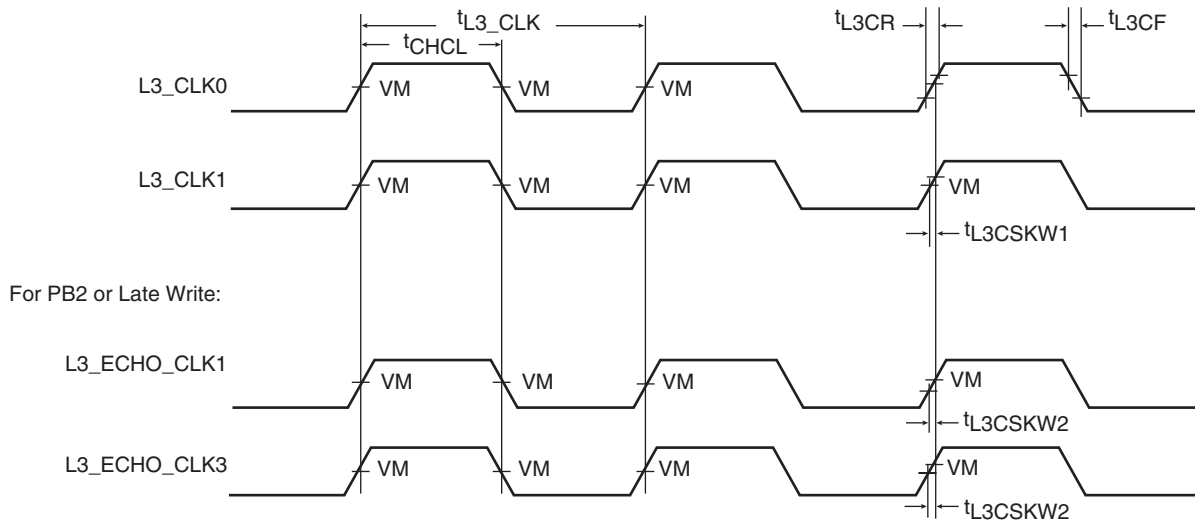 tL3_CLK
tL3CR
tL3CF
tCHCL
L3_CLK0
VM
VM
VM
L3_CLK1
VM
VM
VM
VM
tL3CSKW1
For PB2 or Late Write:
L3_ECHO_CLK1
VM
VM
VM
VM
tL3CSKW2
L3_ECHO_CLK3
VM
VM
VM
VM
tL3CSKW2